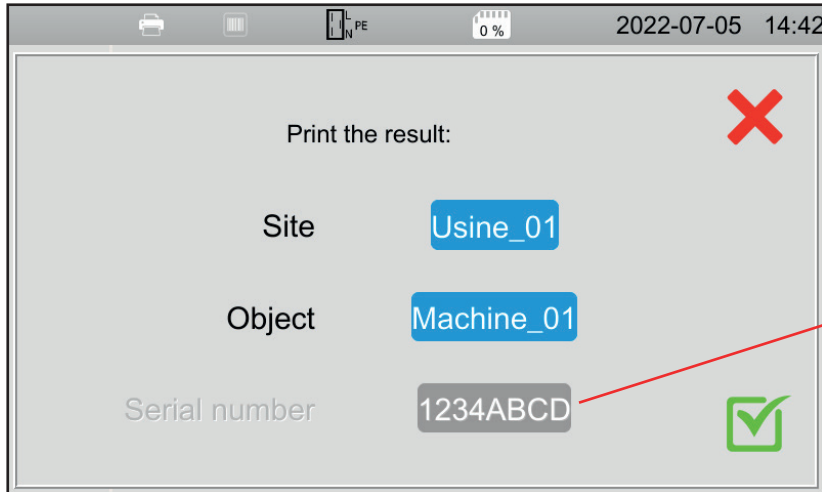 L
N PE
0 %
2022-07-05 14:42
Print the result:
Site Usine_01
Object Machine_01
Serial number 1234ABCD